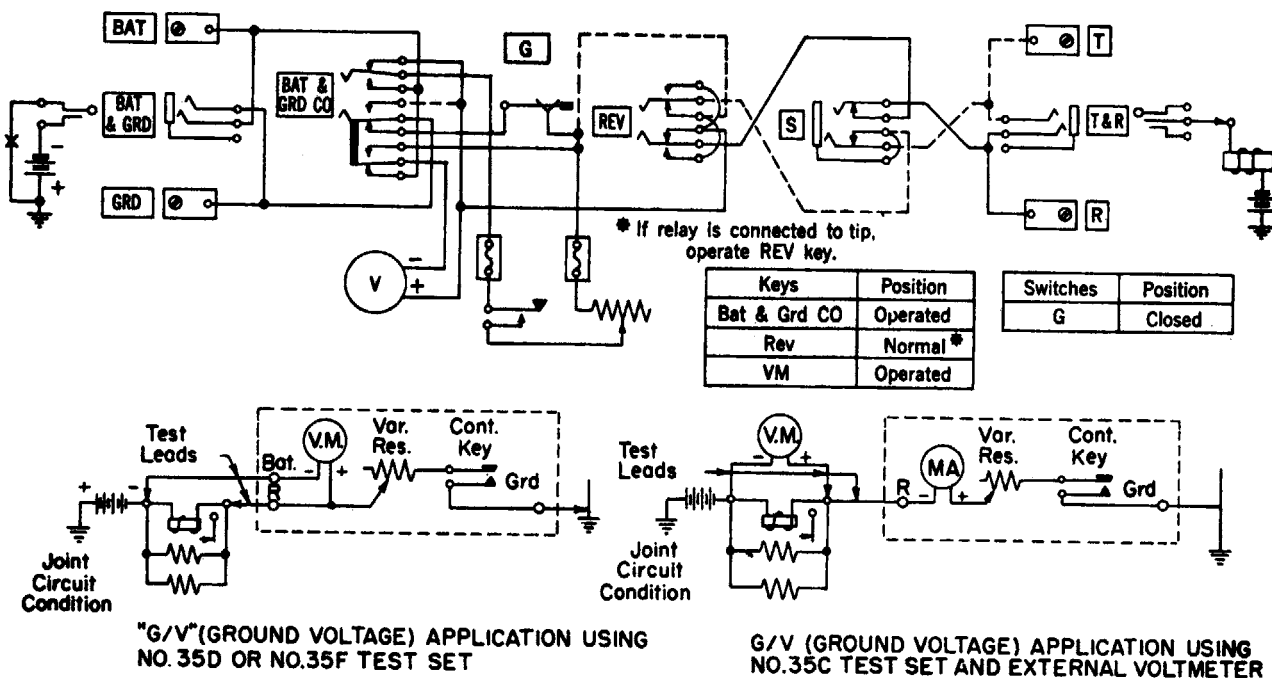 BAT
G
T
BAT & GRD
BAT & GRD CO
REV
S
T&R
-
+
GRD
R
* If relay is connected to tip,
operate REV key.
V
-
+
Keys Position
Bat & Grd CO Operated
Rev Normal*
VM Operated
Switches Position
G Closed
Test
Leads
Bat.
V.M.
-
+
Var.
Res.
Cont.
Key
Grd
R
+
-
Joint
Circuit
Condition
"G/V"(GROUND VOLTAGE) APPLICATION USING
NO. 35D OR NO.35F TEST SET
Test
Leads
V.M.
-
+
MA
Var.
Res.
Cont.
Key
R
-
+
Grd
+
-
Joint
Circuit
Condition
G/V (GROUND VOLTAGE) APPLICATION USING
NO.35C TEST SET AND EXTERNAL VOLTMETER